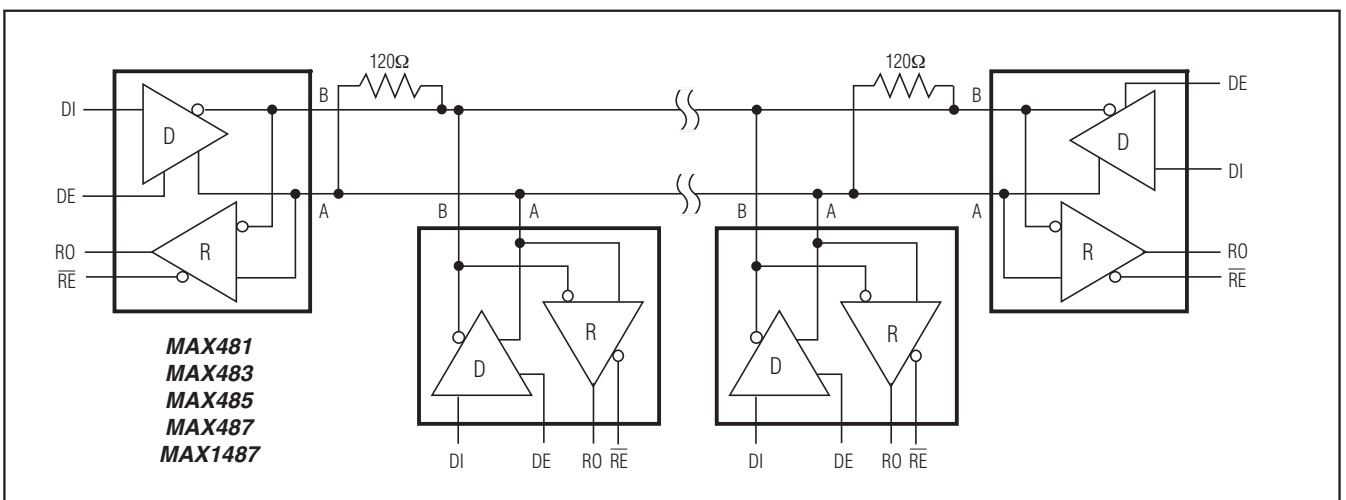 120Ω
120Ω
B
B
DI
D
DE
D
DI
DE
A
B
A
B
A
A
RO
R
RE
R
RO
RE
MAX481
MAX483
MAX485
MAX487
MAX1487
D
R
D
R
DI DE RO RE
DI DE RO RE